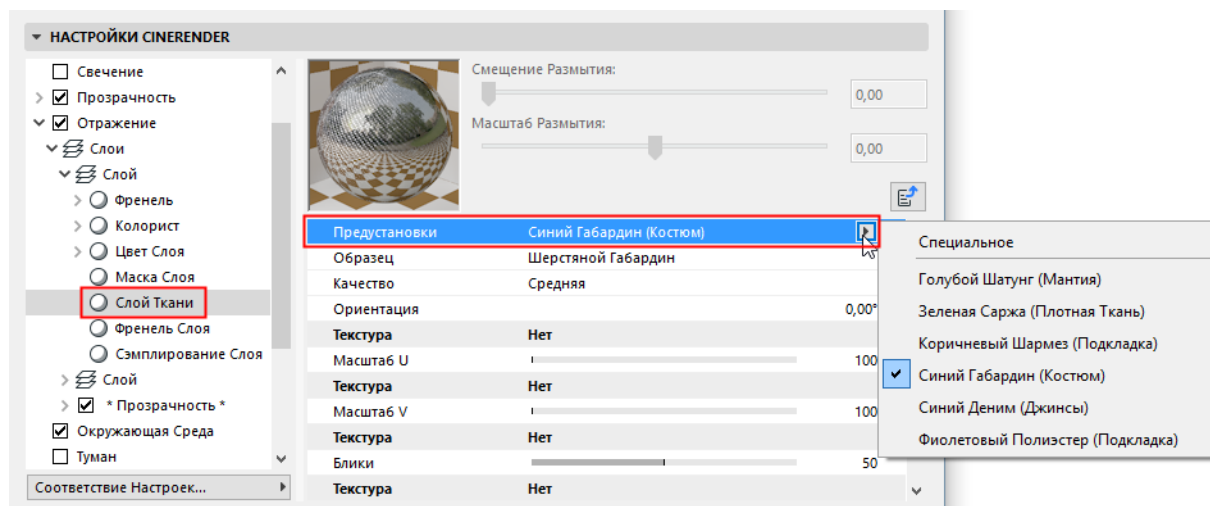 НАСТРОЙКИ CINERENDER
Свечение
Прозрачность
Отражение
Слои
Слой
Френель
Колорист
Цвет Слоя
Маска Слоя
Слой Ткани
Френель Слоя
Сэмплирование Слоя
Слой
* Прозрачность *
Окружающая Среда
Туман
Соответствие Настроек...
Смещение Размытия:
0,00
Масштаб Размытия:
0,00
Предустановки Синий Габардин (Костюм)
Образец Шерстяной Габардин
Качество Средняя
Ориентация 0,00°
Текстура Нет
Масштаб U 100
Текстура Нет
Масштаб V 100
Текстура Нет
Блики 50
Текстура Нет
Специальное
Голубой Шатунг (Мантия)
Зеленая Саржа (Плотная Ткань)
Коричневый Шармез (Подкладка)
Синий Габардин (Костюм)
Синий Деним (Джинсы)
Фиолетовый Полиэстер (Подкладка)